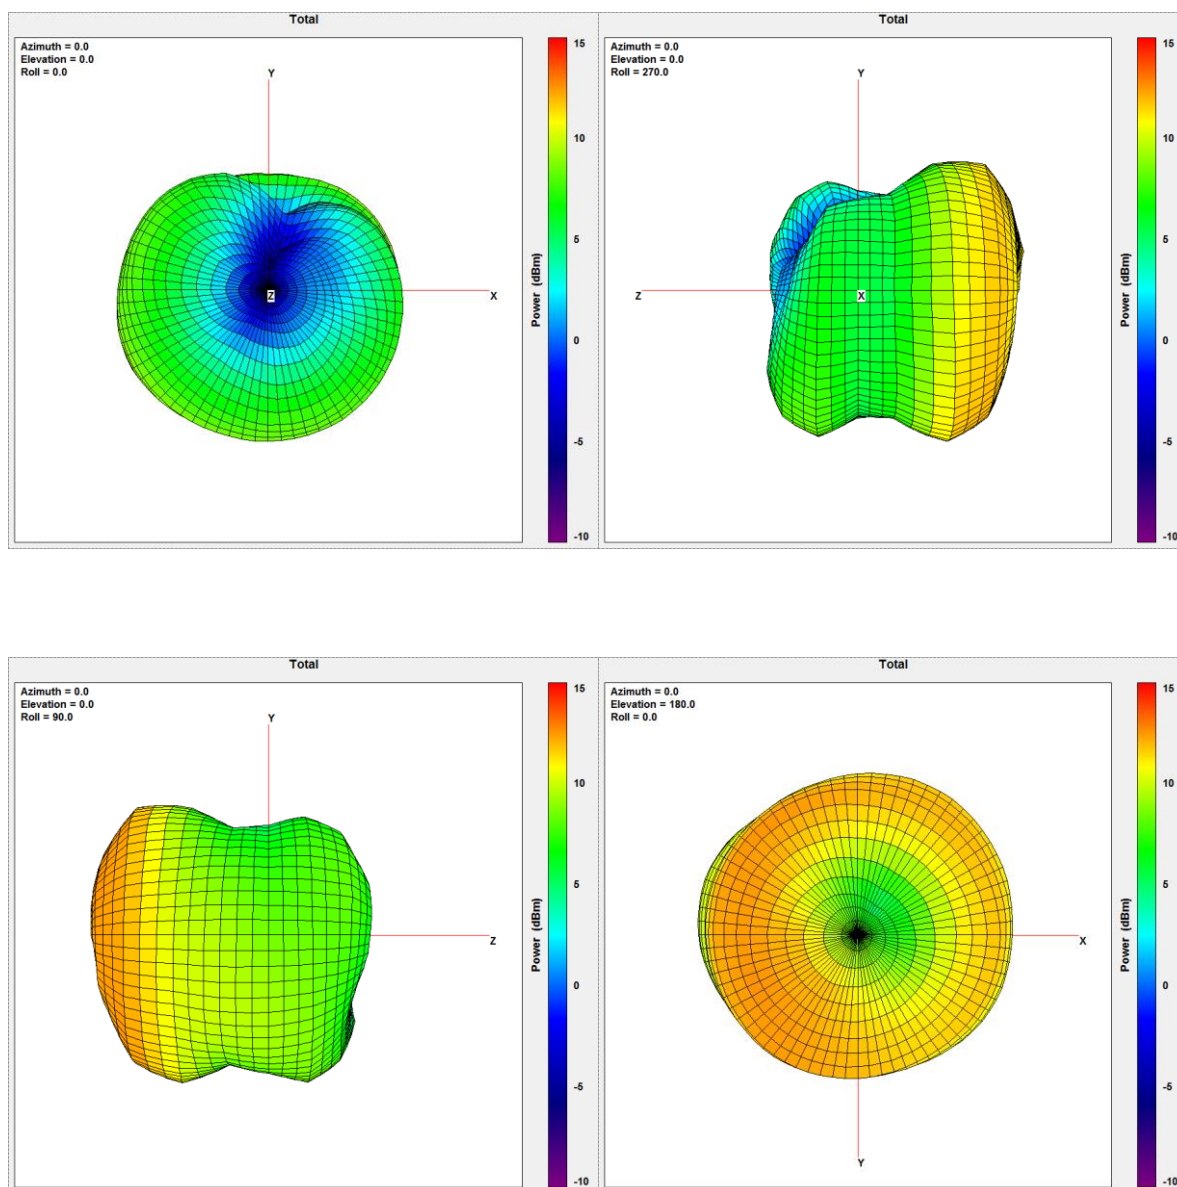 Total
Azimuth = 0.0
Elevation = 0.0
Roll = 0.0
Y
X
Z
15
10
5
0
-5
-10
Power (dBm)
Total
Azimuth = 0.0
Elevation = 0.0
Roll = 270.0
Y
Z
X
15
10
5
0
-5
-10
Power (dBm)
Total
Azimuth = 0.0
Elevation = 0.0
Roll = 90.0
Y
Z
15
10
5
0
-5
-10
Power (dBm)
Total
Azimuth = 0.0
Elevation = 180.0
Roll = 0.0
X
Y
15
10
5
0
-5
-10
Power (dBm)